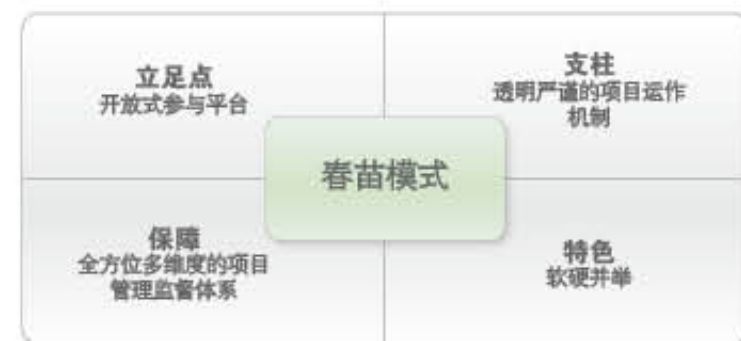 立足点
开放式参与平台
支柱
透明严谨的项目运作
机制
春苗模式
保障
全方位多维度的项目
管理监督体系
特色
软硬并举